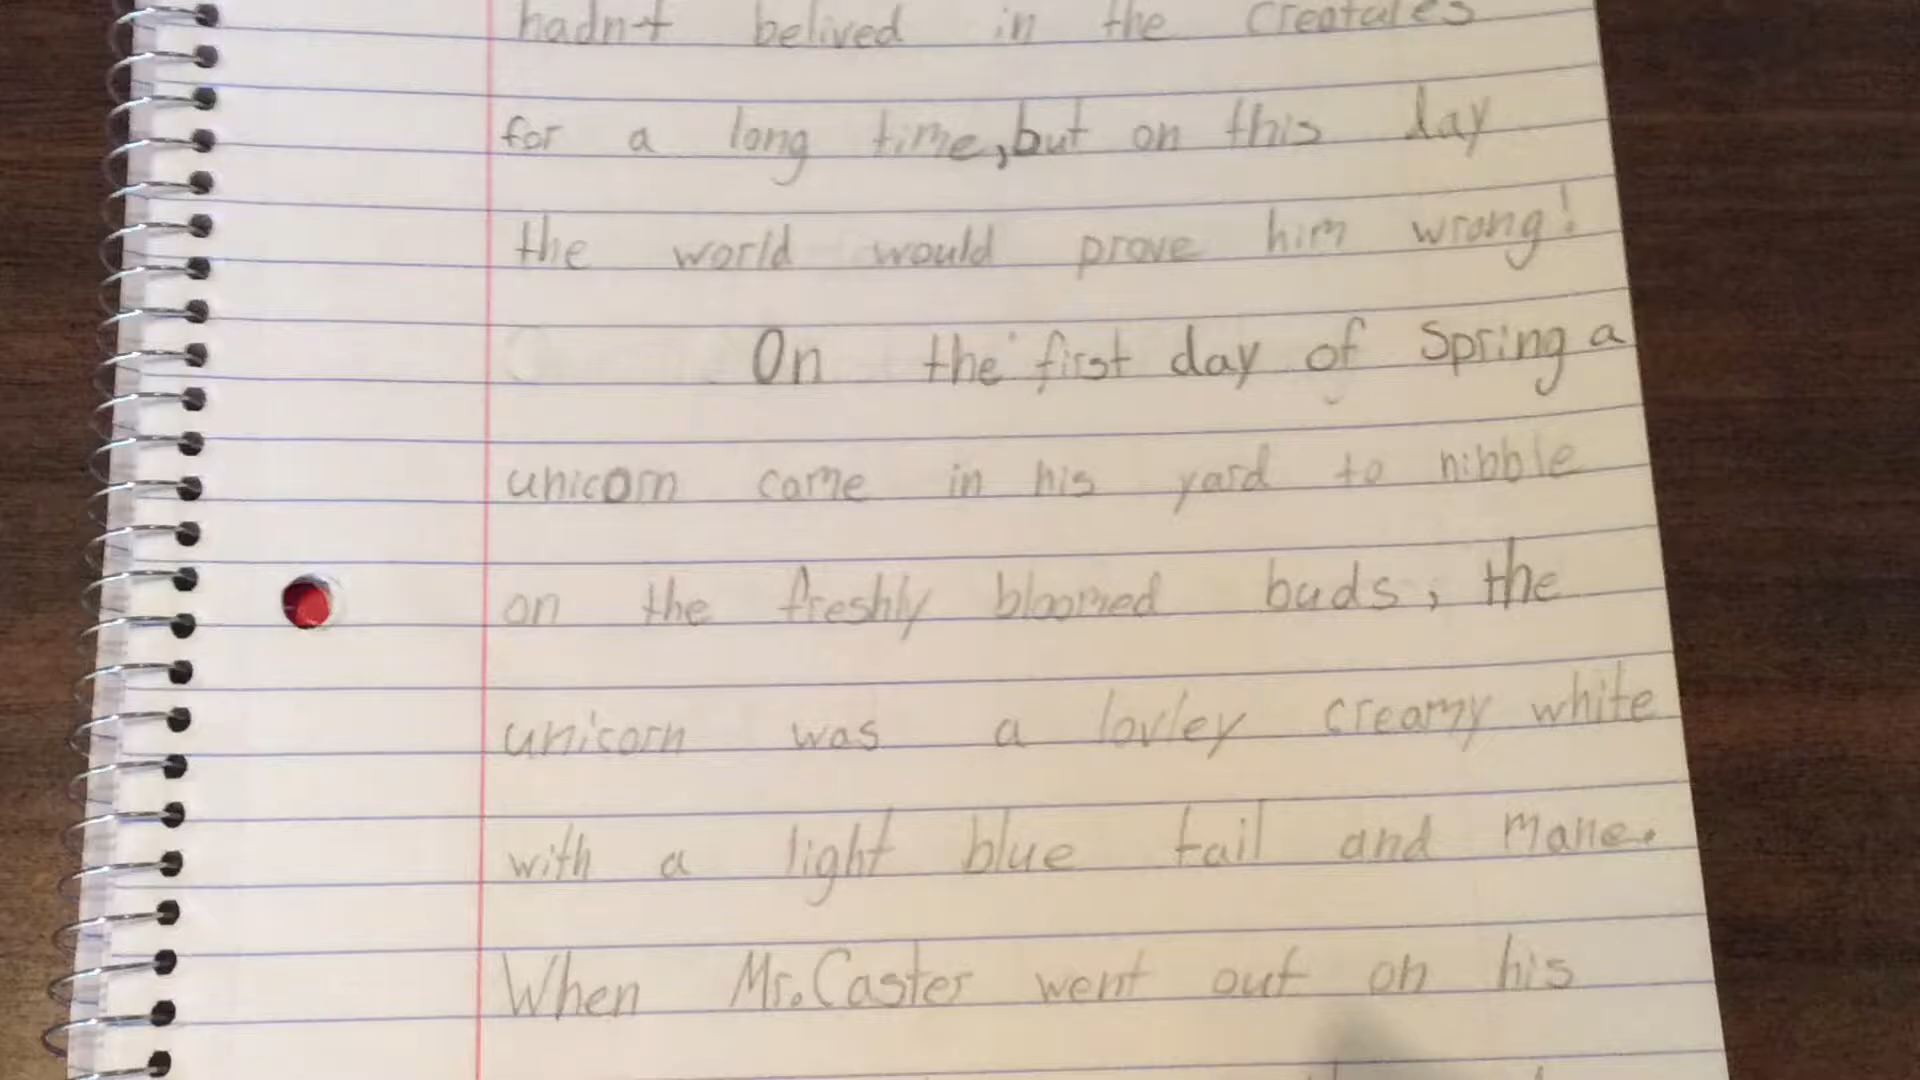 hadnt belived in the creatures
for a long time, but on this day
the world would prove him wrong!
On the first day of Spring a
unicorn came in his yard to nibble
on the freshly bloomed buds, the
unicorn was a lovley creamy white
with a light blue tail and mane.
When Mr. Caster went out on his